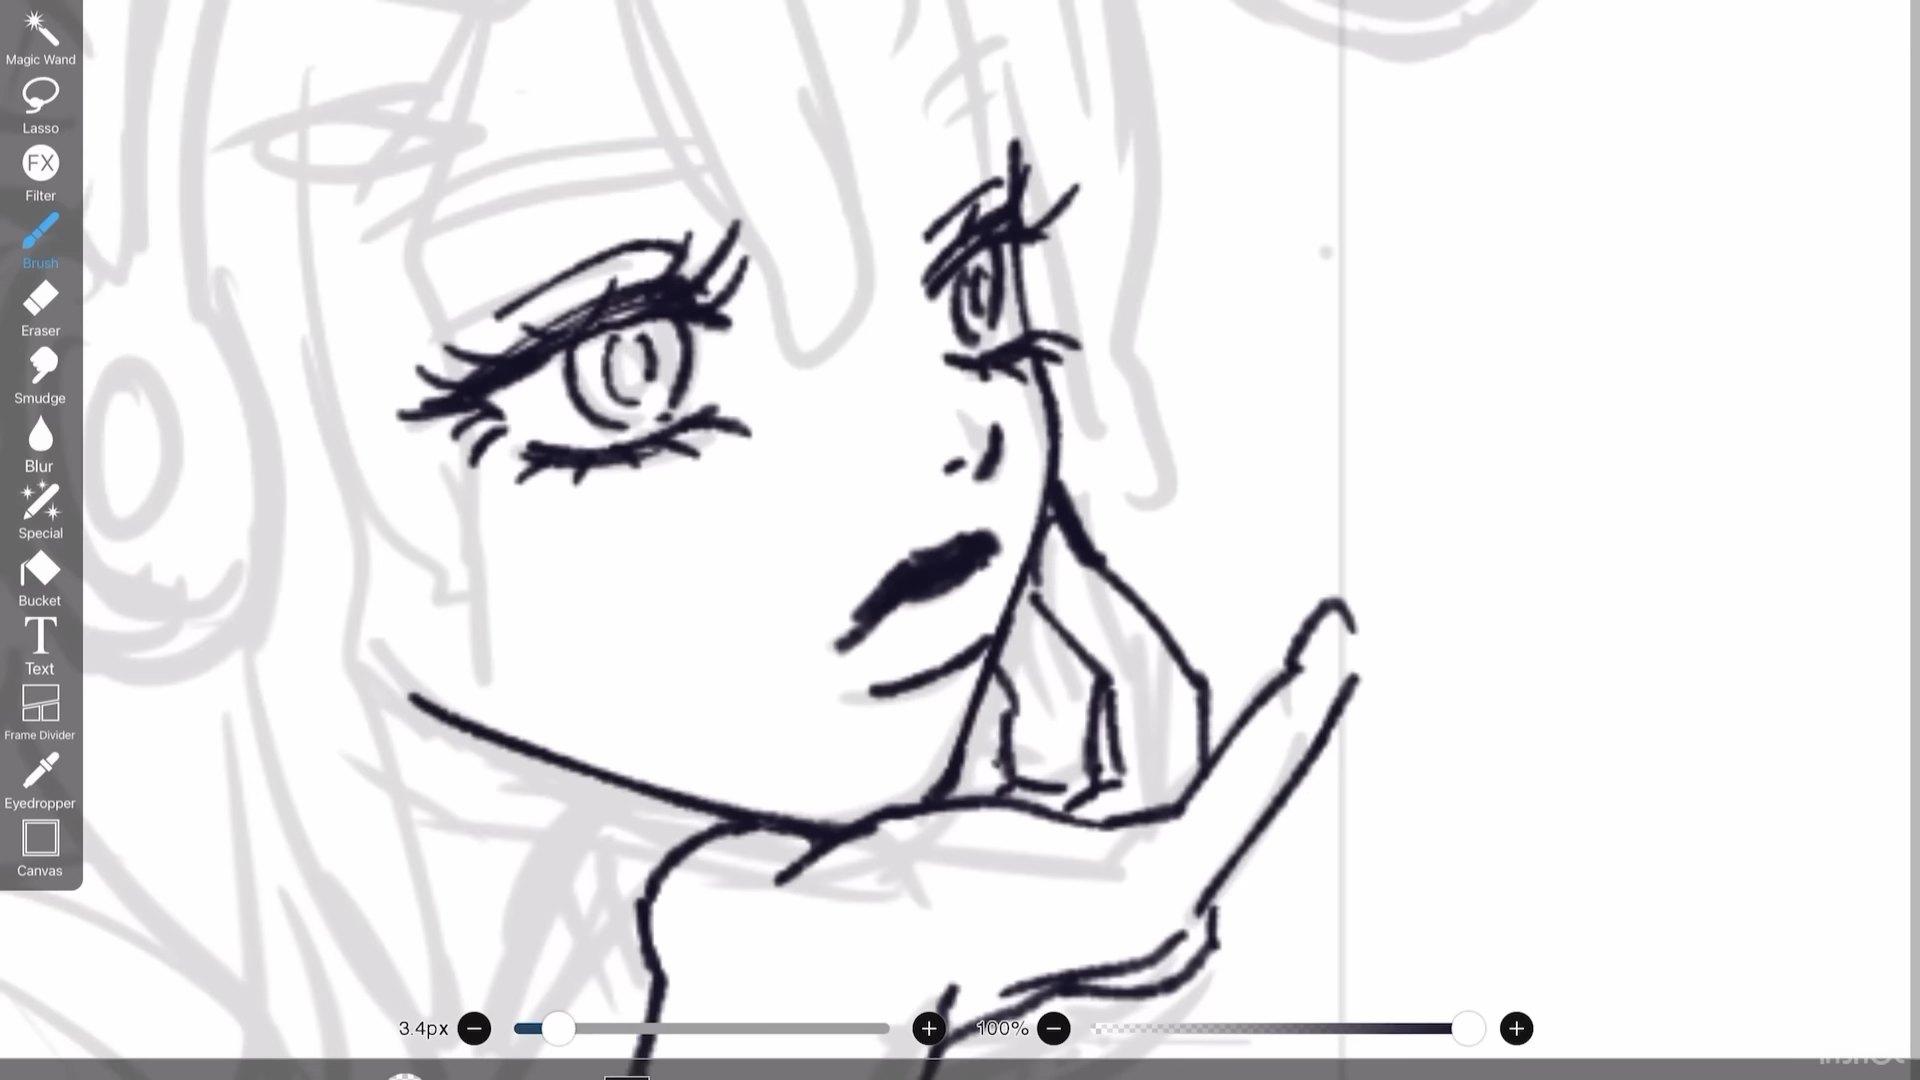 Magic Wand
Lasso
FX
Filter
Brush
Eraser
Smudge
Blur
Special
Bucket
T
Text
Frame Divider
Eyedropper
Canvas
3.4px
100%